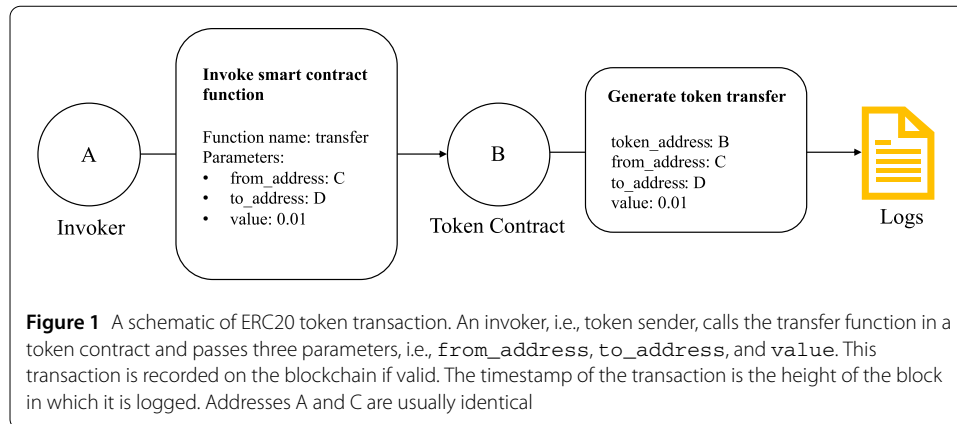 A
Invoker
Invoke smart contract
function
Function name: transfer
Parameters:
• from_address: C
• to_address: D
• value: 0.01
B
Token Contract
Generate token transfer
token_address: B
from_address: C
to_address: D
value: 0.01
Logs
Figure 1 A schematic of ERC20 token transaction. An invoker, i.e., token sender, calls the transfer function in a
token contract and passes three parameters, i.e., from_address, to_address, and value. This
transaction is recorded on the blockchain if valid. The timestamp of the transaction is the height of the block
in which it is logged. Addresses A and C are usually identical